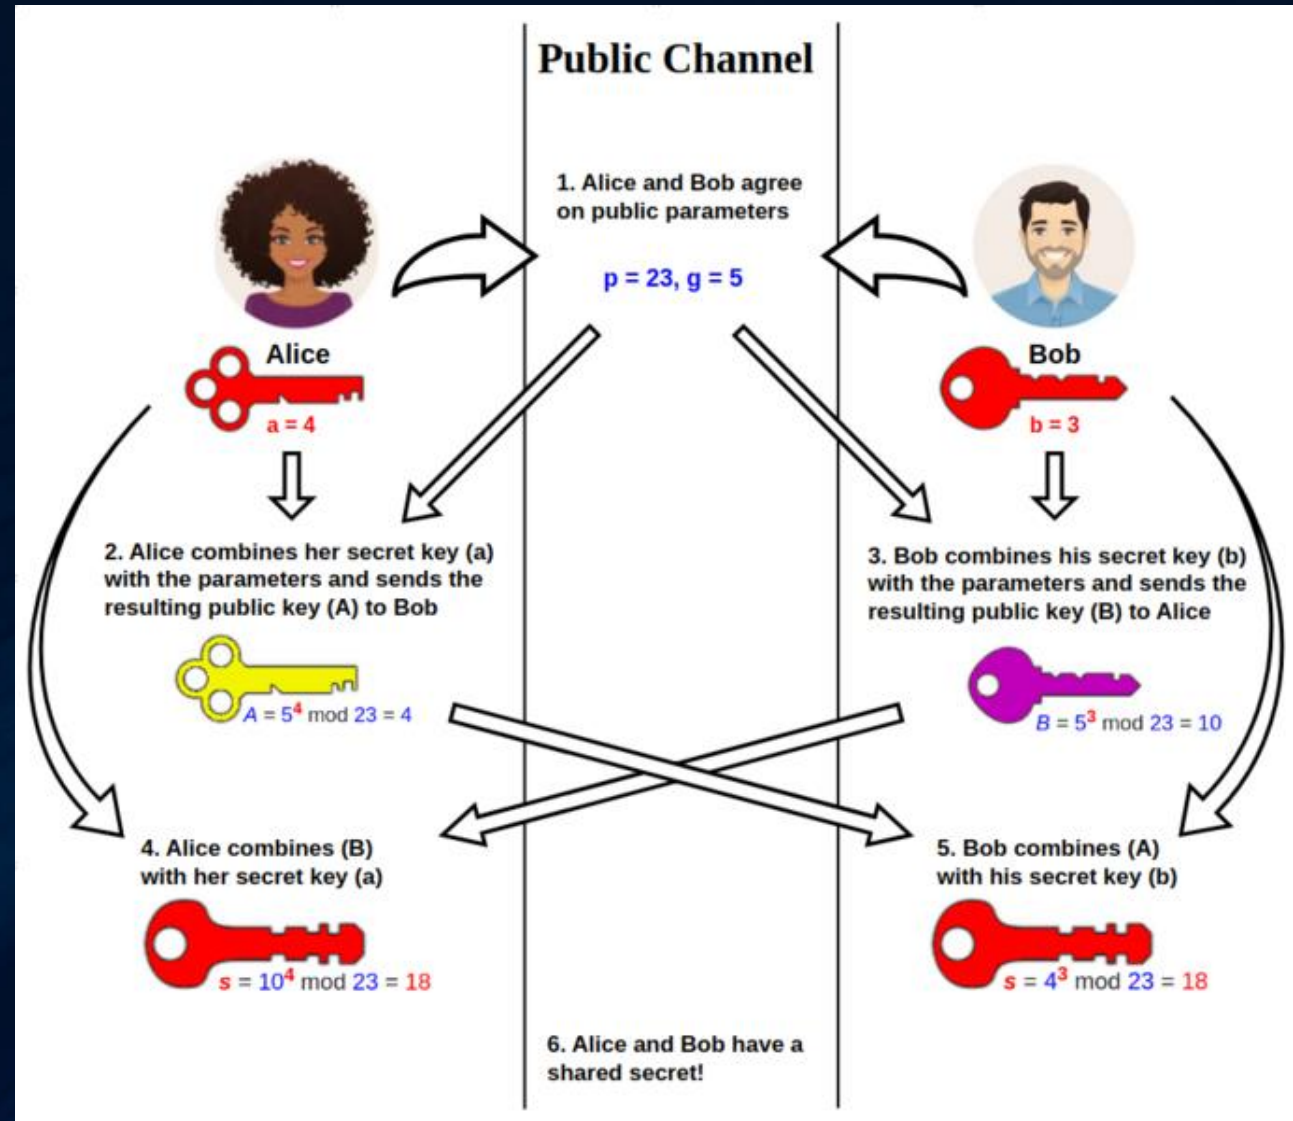 Public Channel
1. Alice and Bob agree
on public parameters
p = 23, g = 5
Alice
a = 4
Bob
b = 3
2. Alice combines her secret key (a)
with the parameters and sends the
resulting public key (A) to Bob
A = 5⁴ mod 23 = 4
3. Bob combines his secret key (b)
with the parameters and sends the
resulting public key (B) to Alice
B = 5³ mod 23 = 10
4. Alice combines (B)
with her secret key (a)
s = 10⁴ mod 23 = 18
5. Bob combines (A)
with his secret key (b)
s = 4³ mod 23 = 18
6. Alice and Bob have a
shared secret!